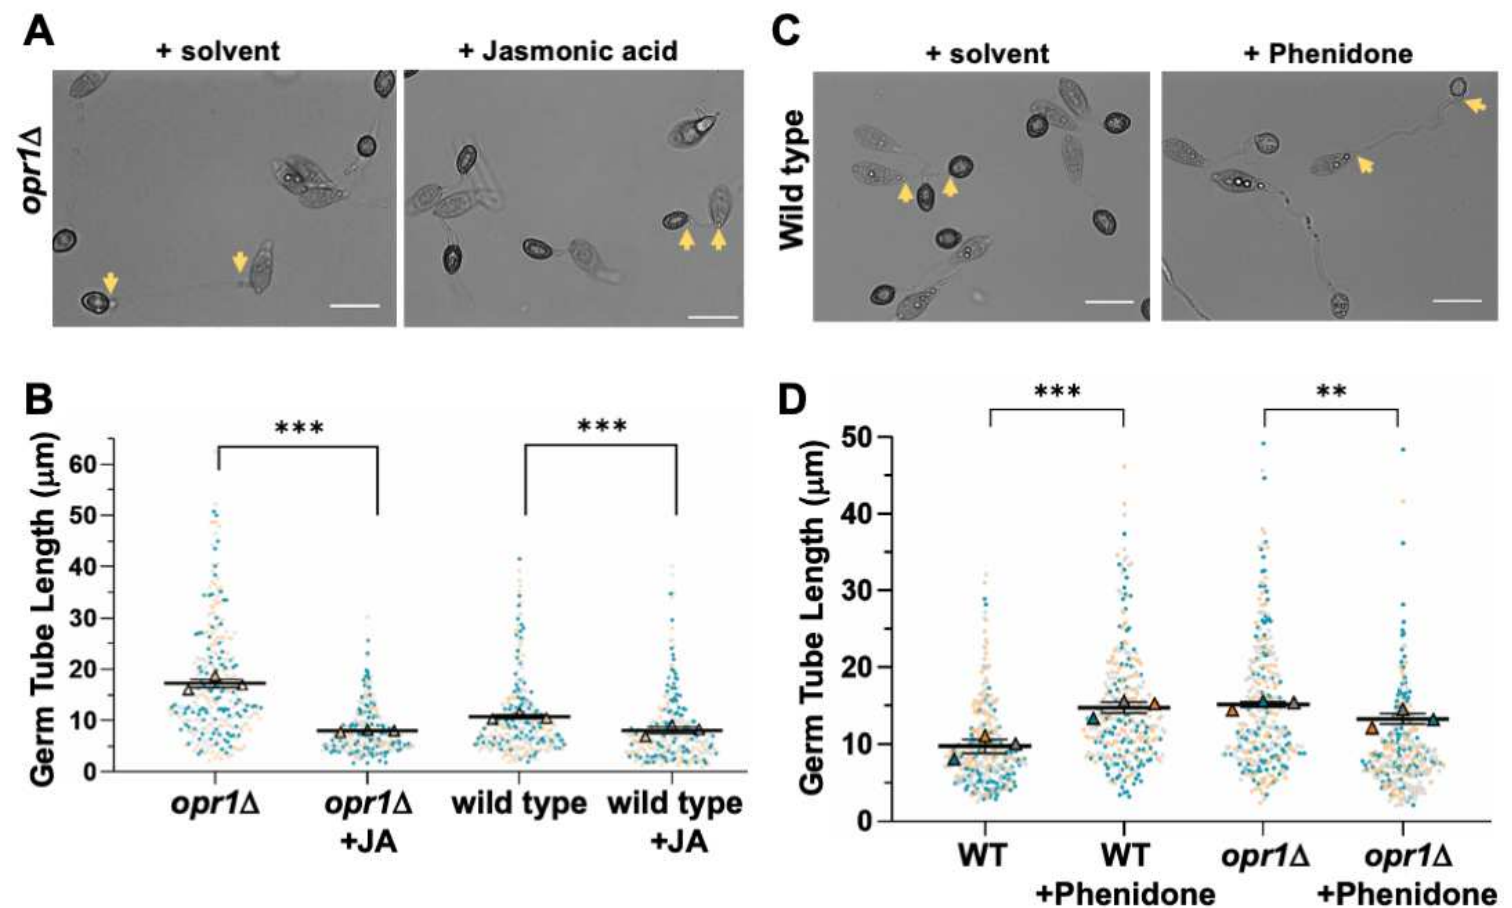 A
+ solvent
+ Jasmonic acid
opr1Δ
C
+ solvent
+ Phenidone
Wild type
B
***
***
Germ Tube Length (μm)
60
50
40
30
20
10
0
opr1Δ
opr1Δ
+JA
wild type
wild type
+JA
D
***
**
Germ Tube Length (μm)
50
40
30
20
10
0
WT
WT
+Phenidone
opr1Δ
opr1Δ
+Phenidone